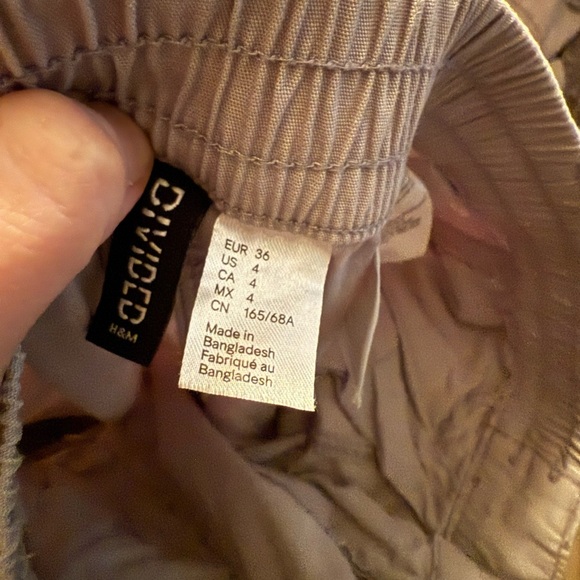 DIVIDED
H&M
EUR 36
US 4
CA 4
MX 4
CN 165/68A
Made in
Bangladesh
Fabriqué au
Bangladesh